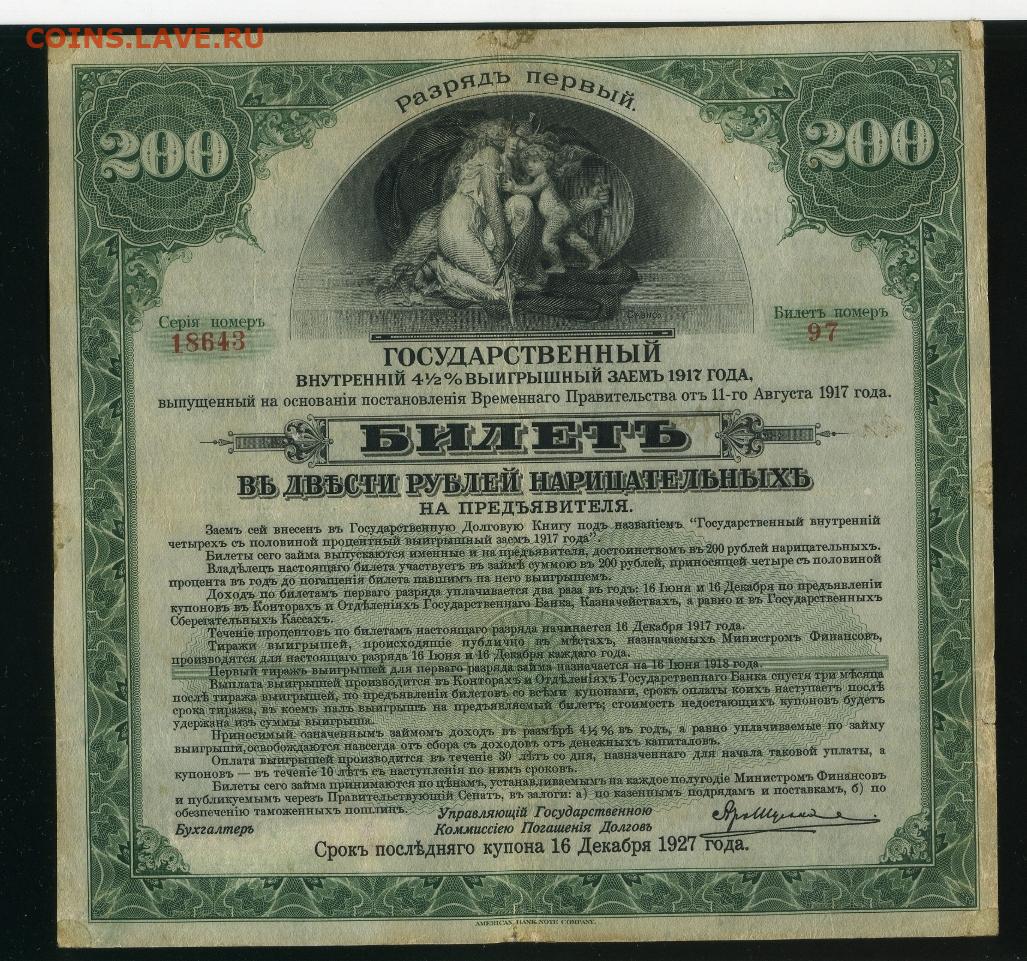 COINS.LAVE.RU
Разрядъ первый.
200
200
Серія номеръ
18643
Билетъ номеръ
97
ГОСУДАРСТВЕННЫЙ
ВНУТРЕННІЙ 4½% ВЫИГРЫШНЫЙ ЗАЕМЪ 1917 ГОДА,
выпущенный на основаніи постановленія Временнаго Правительства отъ 11-го Августа 1917 года.
БИЛЕТЪ
ВЪ ДВѢСТИ РУБЛЕЙ НАРИЦАТЕЛЬНЫХЪ
НА ПРЕДЪЯВИТЕЛЯ.
Заемъ сей внесенъ въ Государственную Долговую Книгу подъ названіемъ "Государственный внутренній
четырехъ съ половиной процентный выигрышный заемъ 1917 года".
Билеты сего займа выпускаются именные и на предъявителя, достоинствомъ въ 200 рублей нарицательныхъ.
Владѣлецъ настоящаго билета участвуетъ въ займѣ суммою въ 200 рублей, приносящей четыре съ половиной
процента въ годъ до погашенія билета павшимъ на него выигрышемъ.
Доходъ по билетамъ перваго разряда уплачивается два раза въ годъ: 16 Іюня и 16 Декабря по предъявленіи
купоновъ въ Конторахъ и Отдѣленіяхъ Государственнаго Банка, Казначействахъ, а равно и въ Государственныхъ
Сберегательныхъ Кассахъ.
Теченіе процентовъ по билетамъ настоящаго разряда начинается 16 Декабря 1917 года.
Тиражи выигрышей, происходящіе публично въ мѣстахъ, назначаемыхъ Министромъ Финансовъ,
производятся для настоящаго разряда 16 Іюня и 16 Декабря каждаго года.
Первый тиражъ выигрышей для перваго разряда займа назначается на 16 Іюня 1918 года.
Выплата выигрышей производится въ Конторахъ и Отдѣленіяхъ Государственнаго Банка спустя три мѣсяца
послѣ тиража выигрышей, по предъявленіи билетовъ со всѣми купонами, срокъ оплаты коихъ наступаетъ послѣ
срока тиража, въ коемъ палъ выигрышъ на предъявляемый билетъ; стоимость недостающихъ купоновъ будетъ
удержана изъ суммы выигрыша.
Приносимый означеннымъ займомъ доходъ въ размѣрѣ 4½% въ годъ, а равно уплачиваемые по займу
выигрыши, освобождаются навсегда отъ сбора съ доходовъ отъ денежныхъ капиталовъ.
Оплата выигрышей производится въ теченіе 30 лѣтъ со дня, назначеннаго для начала таковой уплаты, а
купоновъ — въ теченіе 10 лѣтъ съ наступленія по нимъ сроковъ.
Билеты сего займа принимаются по цѣнамъ, устанавливаемымъ на каждое полугодіе Министромъ Финансовъ
и публикуемымъ чрезъ Правительствующій Сенатъ, въ залоги: а) по казеннымъ подрядамъ и поставкамъ, б) по
обезпеченію таможенныхъ пошлинъ.
Управляющій Государственною
Бухгалтеръ
Коммиссіею Погашенія Долговъ
Срокъ послѣдняго купона 16 Декабря 1927 года.
AMERICAN BANK NOTE COMPANY.